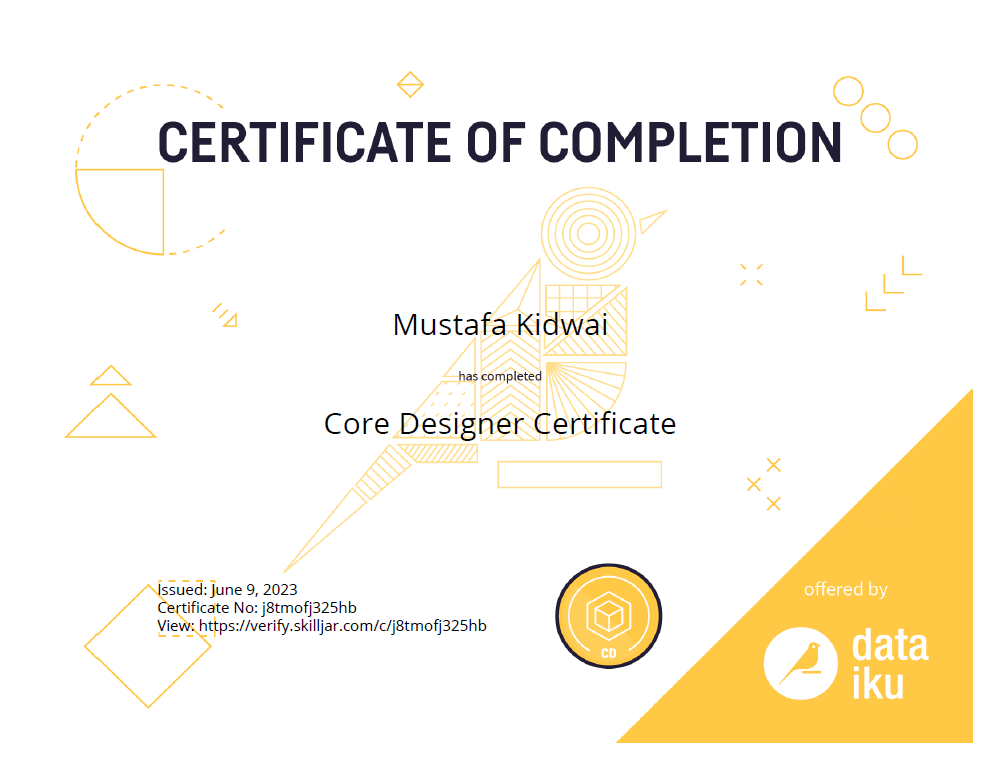 CERTIFICATE OF COMPLETION
Mustafa Kidwai
has completed
Core Designer Certificate
Issued: June 9, 2023
Certificate No: j8tmofj325hb
View: https://verify.skilljar.com/c/j8tmofj325hb
CD
offered by
data
iku